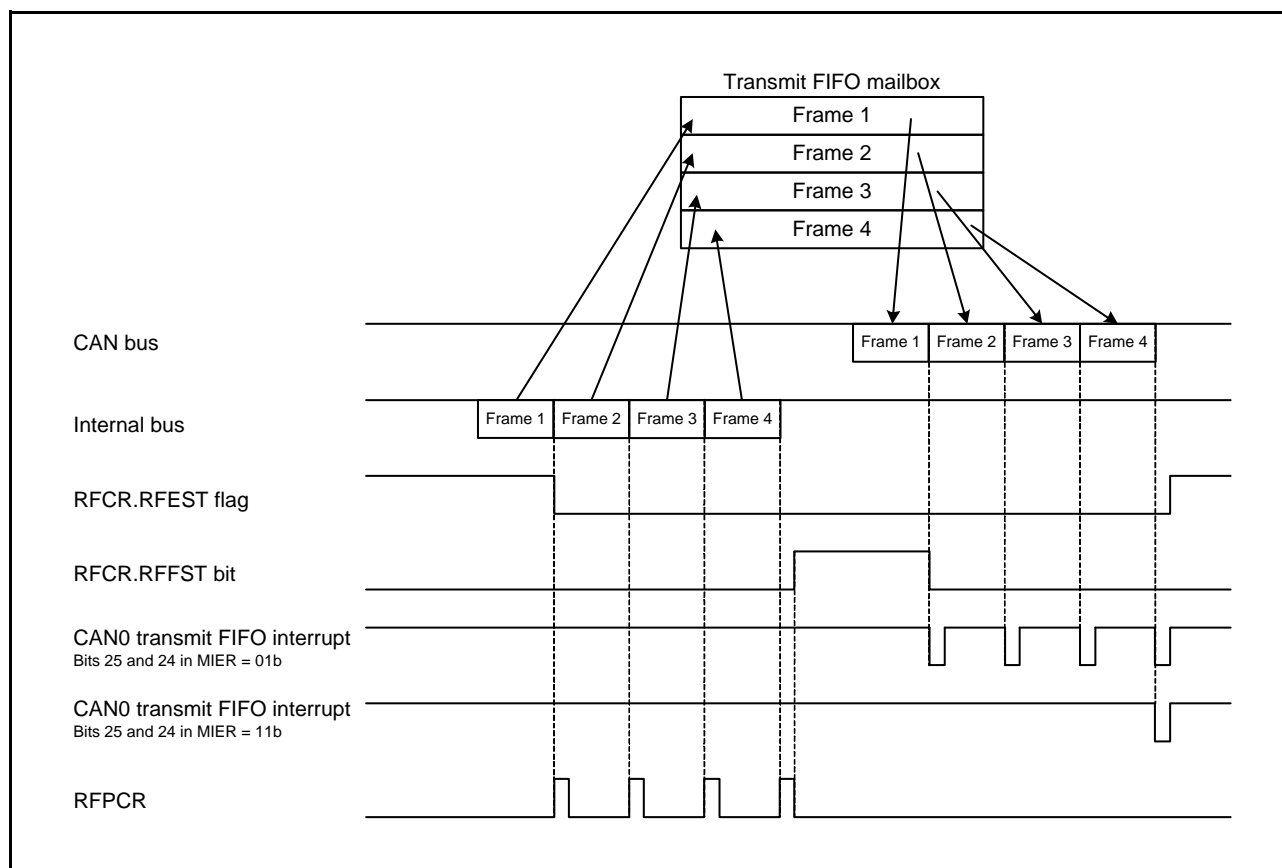 Transmit FIFO mailbox
Frame 1
Frame 2
Frame 3
Frame 4
CAN bus
Frame 1 Frame 2 Frame 3 Frame 4
Internal bus
Frame 1 Frame 2 Frame 3 Frame 4
RFCR.RFEST flag
RFCR.RFFST bit
CAN0 transmit FIFO interrupt
Bits 25 and 24 in MIER = 01b
CAN0 transmit FIFO interrupt
Bits 25 and 24 in MIER = 11b
RFPCR